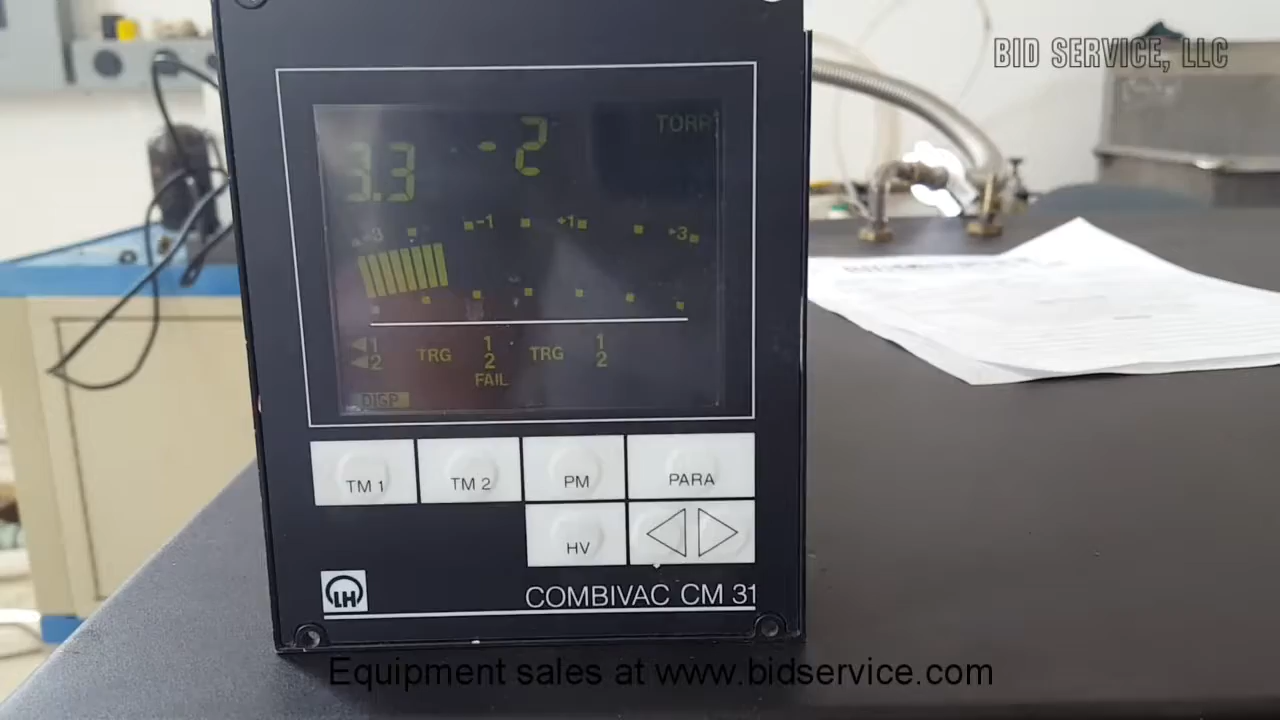 BID SERVICE, LLC
3.3 -2 TORR
-3 -1 +1 +3
1 TRG 1 TRG 1
2 2 2
FAIL
DIGP
TM 1 TM 2 PM PARA
HV
LH
COMBIVAC CM 31
Equipment sales at www.bidservice.com